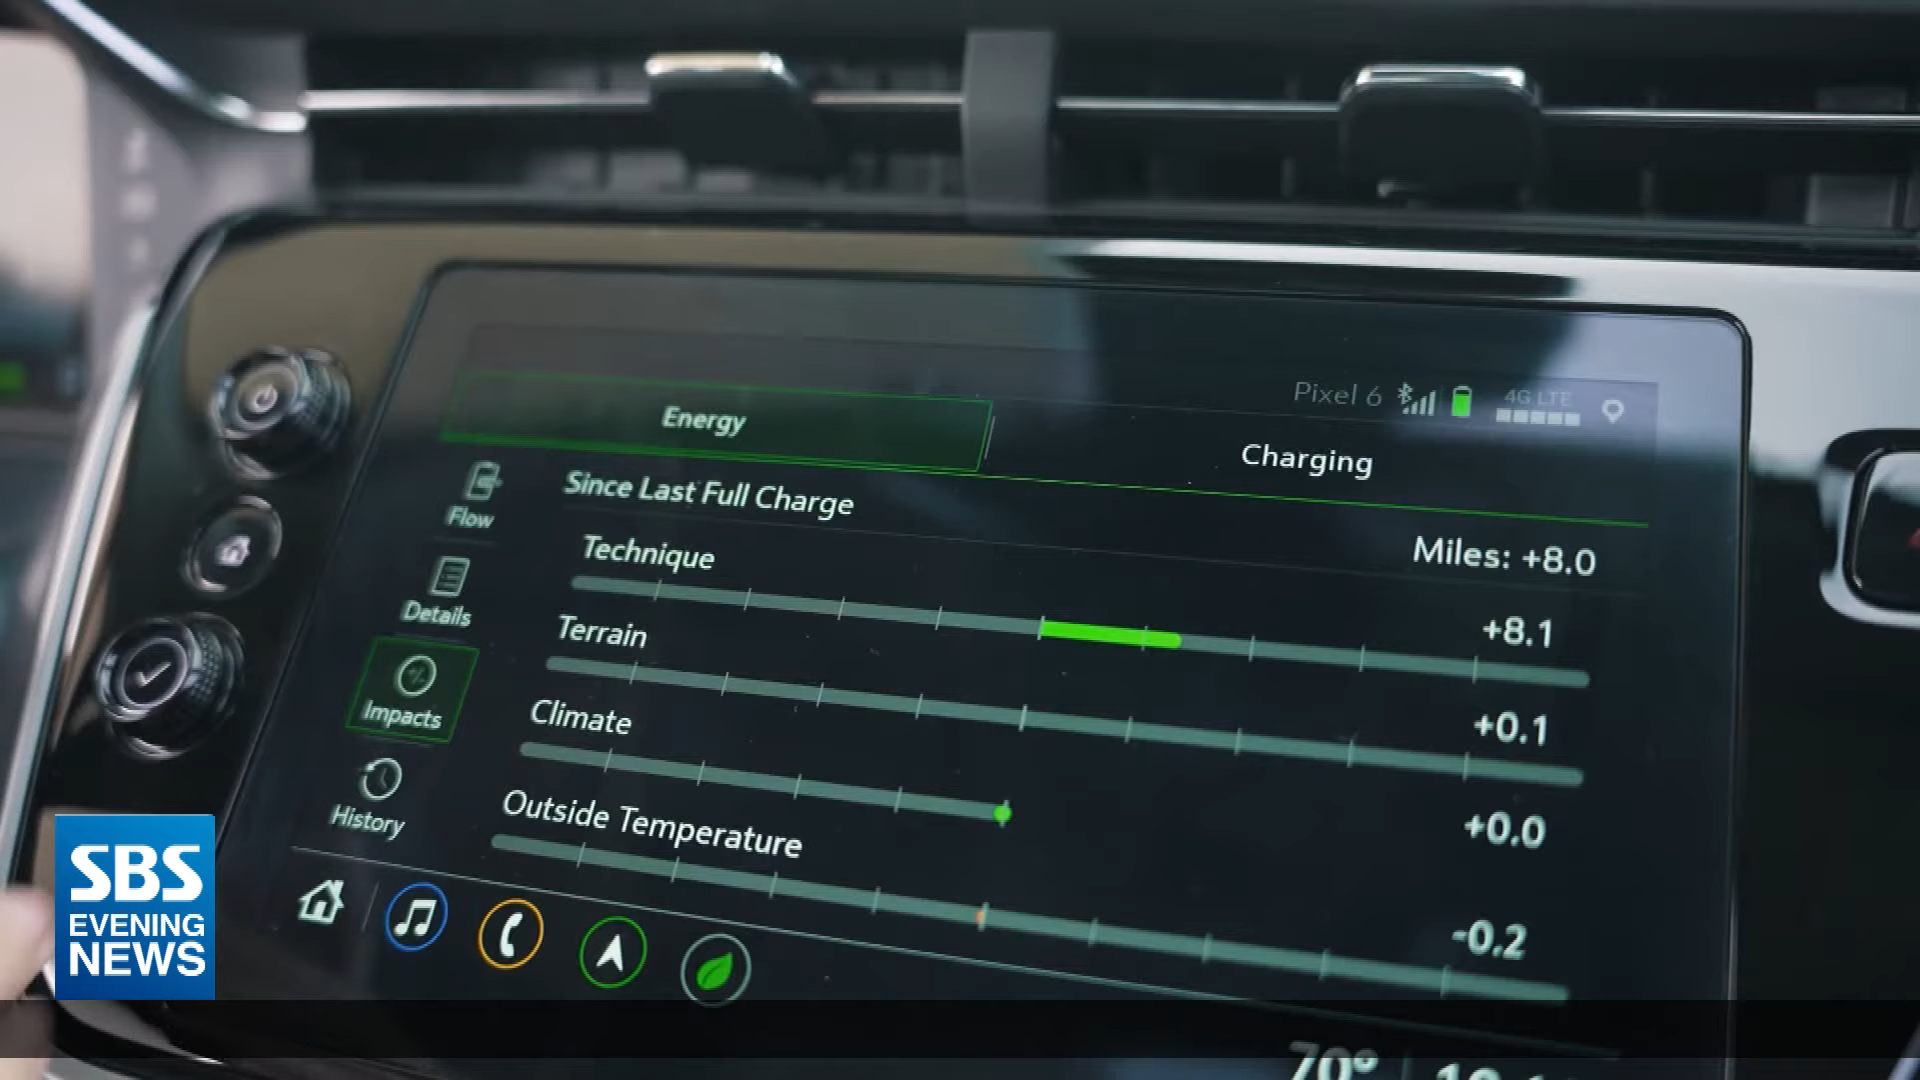 Pixel 6 4G LTE
Energy
Charging
Since Last Full Charge
Miles: +8.0
Flow
Details
Impacts
History
Technique
+8.1
Terrain
+0.1
Climate
+0.0
Outside Temperature
-0.2
70°
SBS
EVENING
NEWS